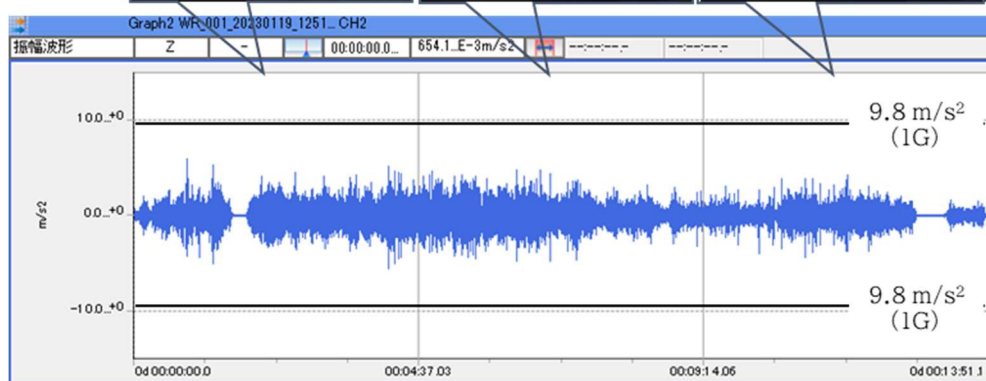 Graph2 WR_001_20230119_1251... CH2
振幅波形 Z - 00:00:00.0... 654.1...E-3m/s2 --:--:--.- --:--:--.-
10.0...+0
9.8 m/s²
(1G)
0.0...+0
m/s2
-10.0...+0
9.8 m/s²
(1G)
0d 00:00:00.0 00:04:37.03 00:09:14.06 0d 00:13:51.1